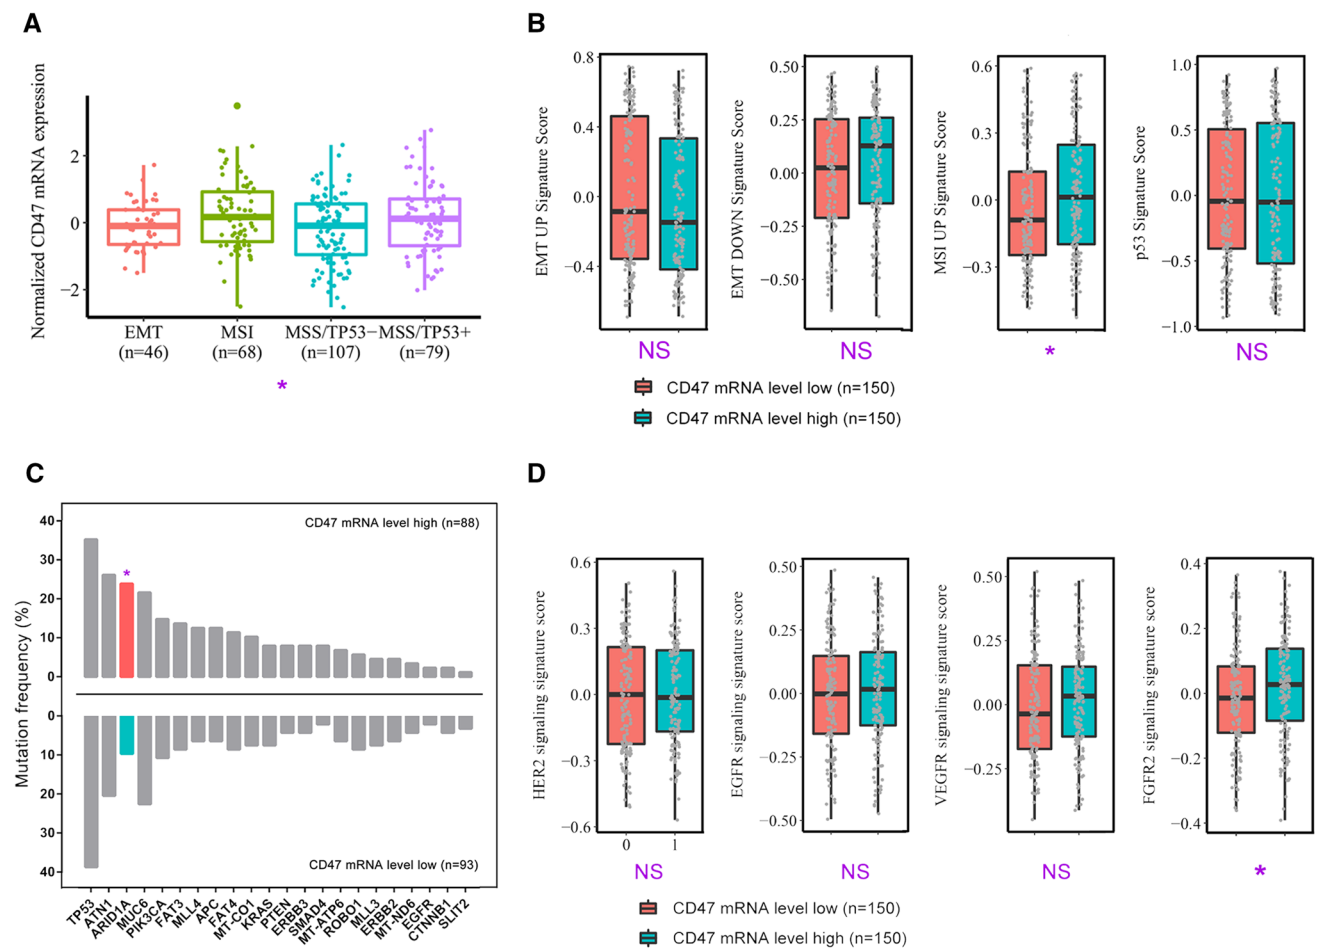 A
Normalized CD47 mRNA expression
2
0
−2
EMT
(n=46)
MSI
(n=68)
MSS/TP53−
(n=107)
MSS/TP53+
(n=79)
*
B
EMT UP Signature Score
0.8
0.4
0.0
−0.4
NS
EMT DOWN Signature Score
0.50
0.25
0.00
−0.25
−0.50
NS
MSI UP Signature Score
0.6
0.3
0.0
−0.3
*
p53 Signature Score
1.0
0.5
0.0
−0.5
−1.0
NS
CD47 mRNA level low (n=150)
CD47 mRNA level high (n=150)
C
Mutation frequency (%)
CD47 mRNA level high (n=88)
40
30
20
10
0
*
0
10
20
30
40
CD47 mRNA level low (n=93)
TP53
ATN1
ARID1A
MUC6
PIK3CA
FAT3
MLL4
APC
FAT4
MT-CO1
KRAS
PTEN
ERBB3
SMAD4
MT-ATP6
ROBO1
MLL3
ERBB2
MT-ND6
EGFR
CTNNB1
SLIT2
D
HER2 signaling signature score
0.6
0.3
0.0
−0.3
−0.6
0
1
NS
EGFR signaling signature score
0.50
0.25
0.00
−0.25
−0.50
NS
VEGFR signaling signature score
0.50
0.25
0.00
−0.25
NS
FGFR2 signaling signature score
0.4
0.2
0.0
−0.2
−0.4
*
CD47 mRNA level low (n=150)
CD47 mRNA level high (n=150)